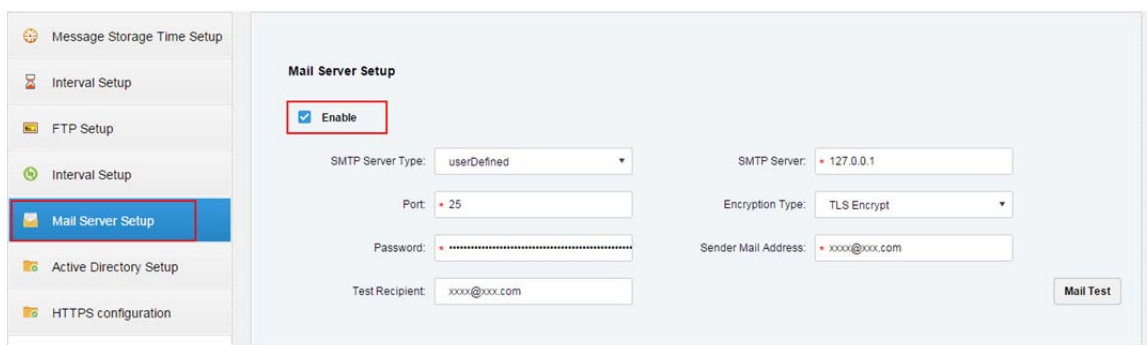 Message Storage Time Setup
Interval Setup
FTP Setup
Interval Setup
Mail Server Setup
Active Directory Setup
HTTPS configuration
Mail Server Setup
Enable
SMTP Server Type: userDefined
SMTP Server: * 127.0.0.1
Port: * 25
Encryption Type: TLS Encrypt
Password: * ••••••••••••••••••••••••••••••••••••••••••••••••••
Sender Mail Address: * xxxx@xxx.com
Test Recipient: xxxx@xxx.com
Mail Test